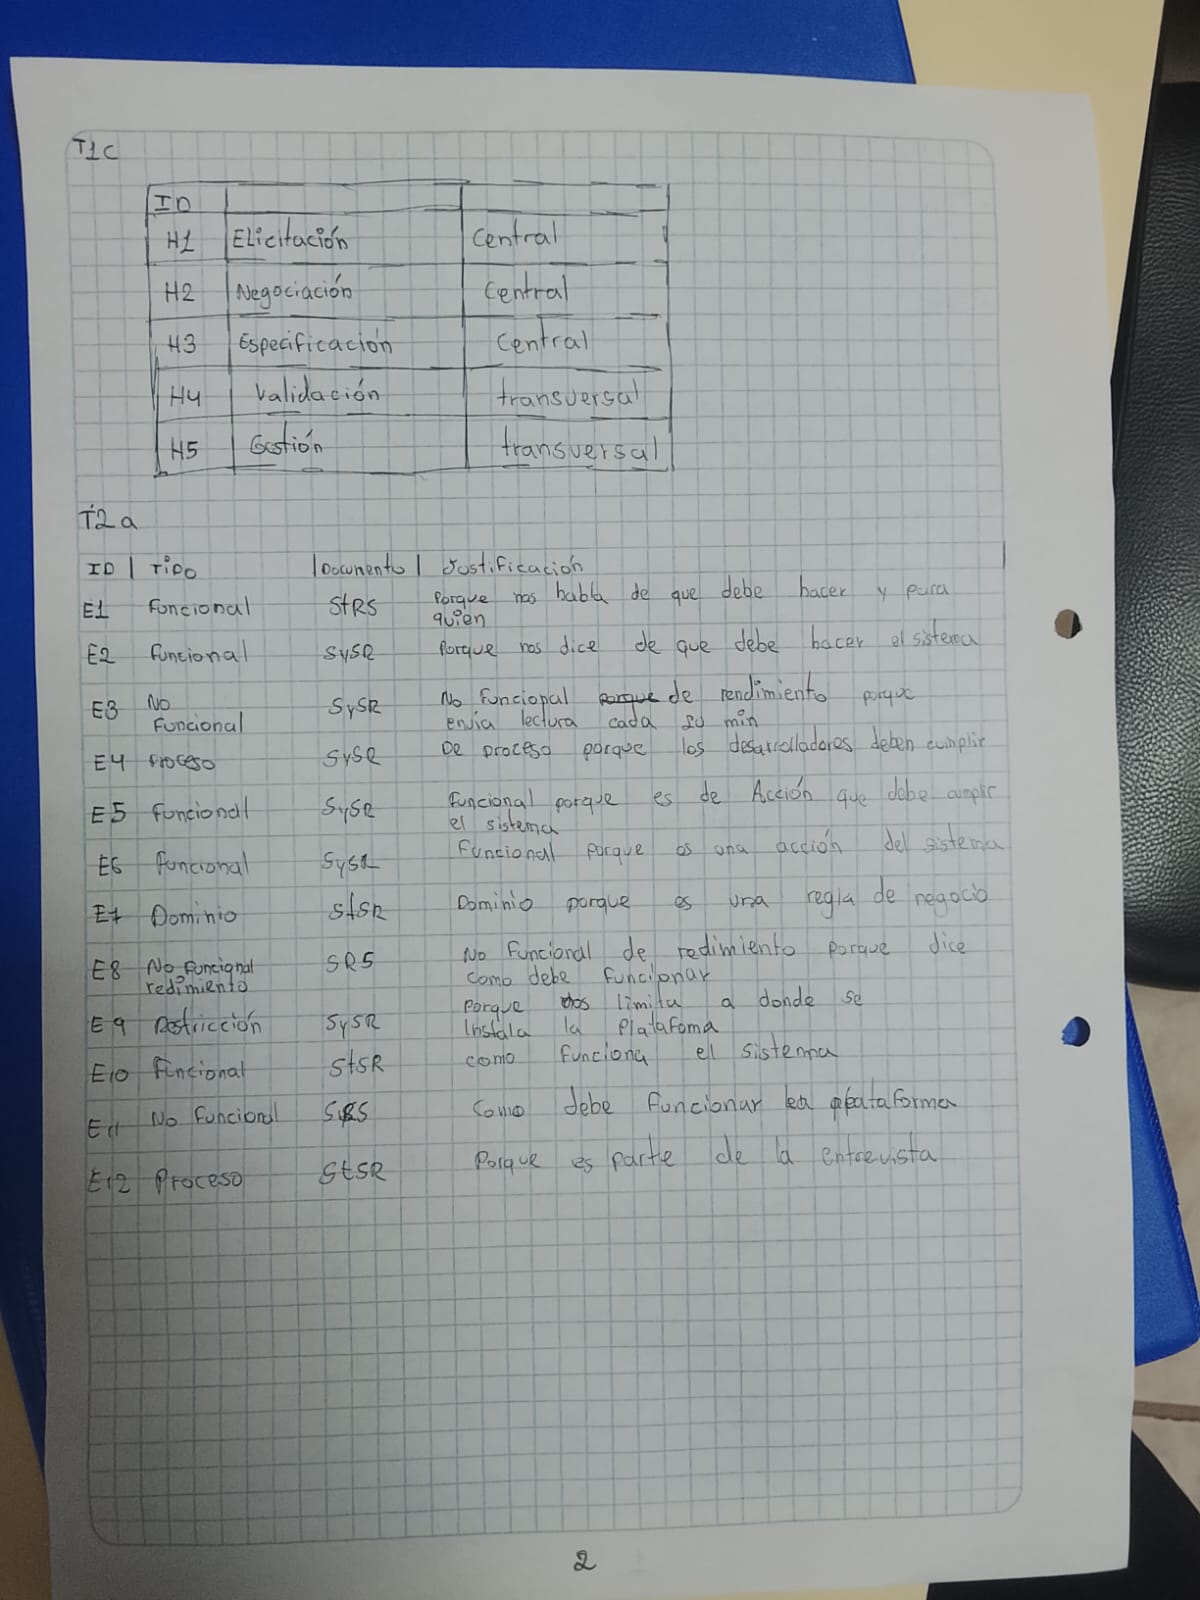 T1c
ID
H1 Elicitación Central
H2 Negociación Central
H3 Especificación Central
H4 Validación transversal
H5 Gestión transversal
T2a
ID | Tipo | Documento | Justificación
E1 Funcional StRS Porque nos habla de que debe hacer y para
quien
E2 Funcional SySR Porque nos dice de que debe hacer el sistema
E3 No Funcional SySR No Funcional porque de rendimiento porque
envia lectura cada min
E4 Proceso SySR De proceso porque los desarrolladores deben cumplir
E5 Funcional SySR Funcional porque es de Acción que debe cumplir
el sistema
E6 Funcional SySR Funcional porque es una acción del sistema
E7 Dominio StSR Dominio porque es una regla de negocio
E8 No Funcional redimiento SRS No Funcional de redimiento porque dice
como debe funcionar
E9 Restricción SySR Porque limita a donde se
Instala la Platafoma
E10 Funcional StSR como funciona el sistema
E11 No Funcional SRS Como debe Funcionar la plataforma
E12 Proceso StSR Porque es parte de la entrevista
2